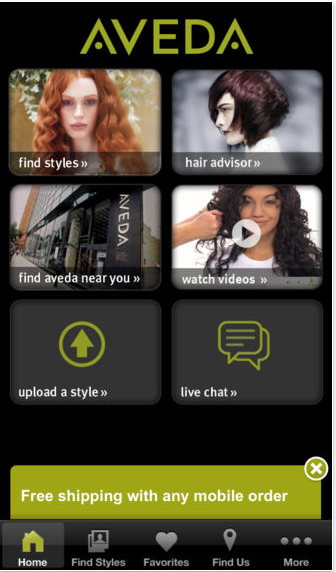 AVEDA
find styles »
hair advisor »
AVEDA
find aveda near you »
watch videos »
upload a style »
live chat »
Free shipping with any mobile order
Home
Find Styles
Favorites
Find Us
More